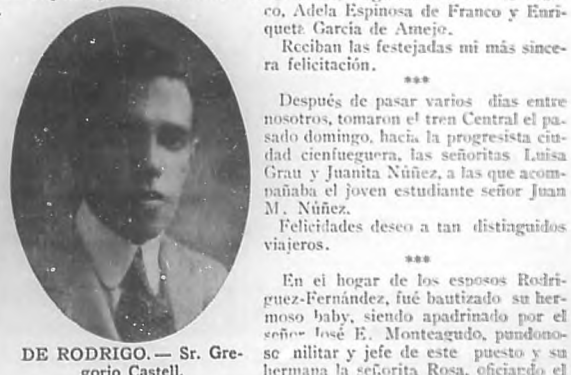 co, Adela Espinosa de Franco y Enri-
queta García de Amejo.
Reciban las festejadas mi más since-
ra felicitación.
***
Después de pasar varios dias entre
nosotros, tomaron el tren Central el pa-
sado domingo, hacia la progresista ciu-
dad cienfueguera, las señoritas Luisa
Grau y Juanita Núñez, a las que acom-
pañaba el joven estudiante señor Juan
M. Núñez.
Felicidades deseo a tan distinguidos
viajeros.
***
En el hogar de los esposos Rodrí-
guez-Fernández, fué bautizado su her-
moso baby, siendo apadrinado por el
señor José E. Monteagudo, pundono-
so militar y jefe de este puesto y su
hermana la señorita Rosa, oficiando el
DE RODRIGO.— Sr. Gre-
gorio Castell.